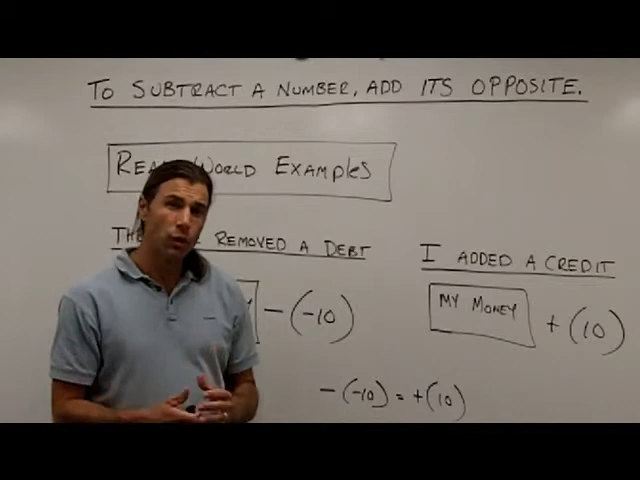 TO SUBTRACT A NUMBER, ADD ITS OPPOSITE.
WORLD EXAMPLES
REMOVED A DEBT
I ADDED A CREDIT
MY MONEY
- (-10)
+ (10)
- (-10) = +(10)